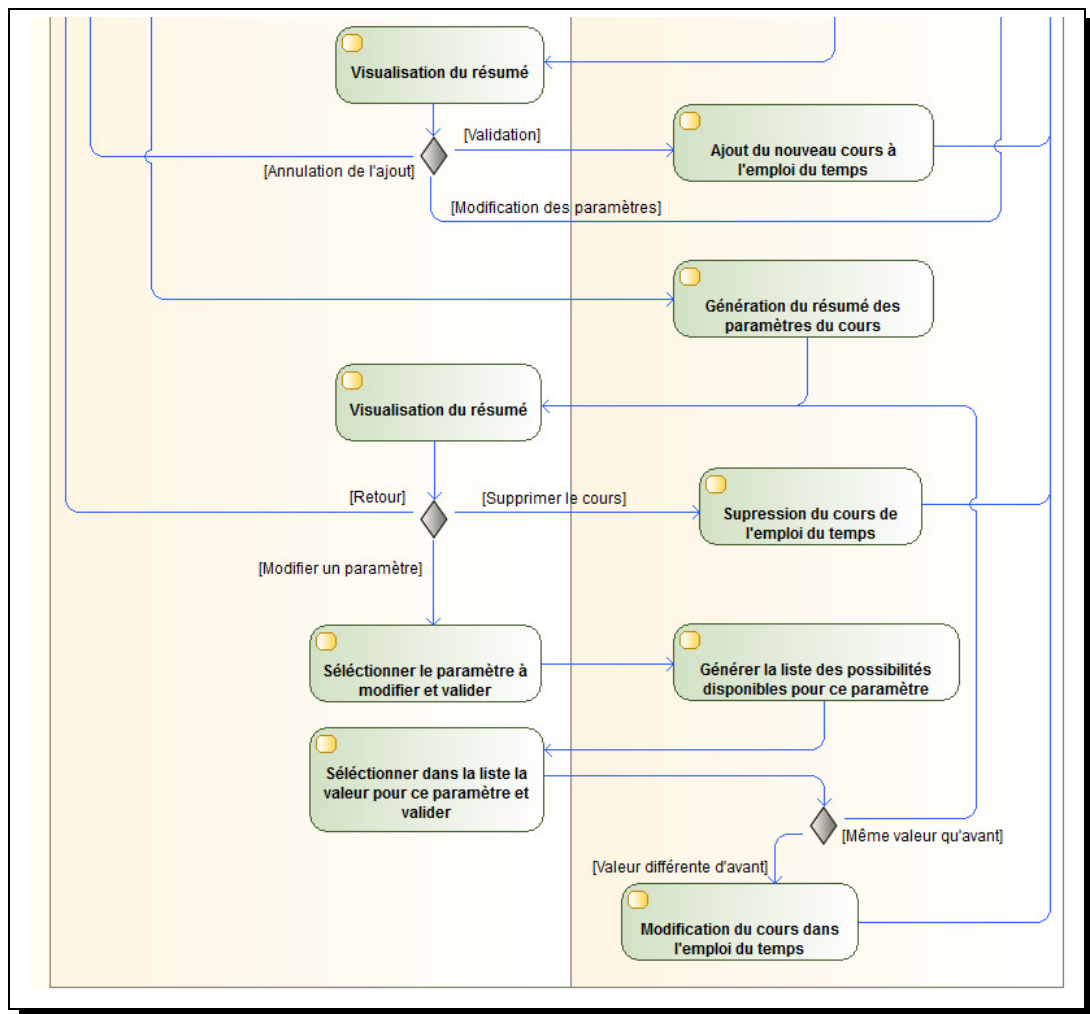 Visualisation du résumé
[Validation]
Ajout du nouveau cours à
l'emploi du temps
[Annulation de l'ajout]
[Modification des paramètres]
Génération du résumé des
paramètres du cours
Visualisation du résumé
[Retour]
[Supprimer le cours]
Supression du cours de
l'emploi du temps
[Modifier un paramètre]
Séléctionner le paramètre à
modifier et valider
Générer la liste des possibilités
disponibles pour ce paramètre
Séléctionner dans la liste la
valeur pour ce paramètre et
valider
[Même valeur qu'avant]
[Valeur différente d'avant]
Modification du cours dans
l'emploi du temps